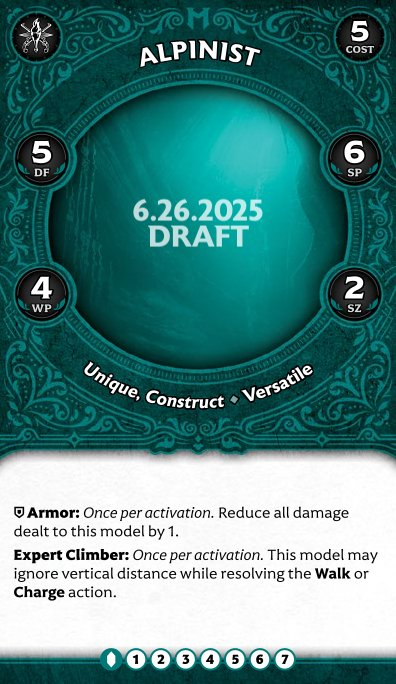 M
5
COST
ALPINIST
5
DF
6
SP
6.26.2025
DRAFT
4
WP
2
SZ
Unique, Construct ◆ Versatile
Armor: Once per activation. Reduce all damage
dealt to this model by 1.
Expert Climber: Once per activation. This model may
ignore vertical distance while resolving the Walk or
Charge action.
1 2 3 4 5 6 7